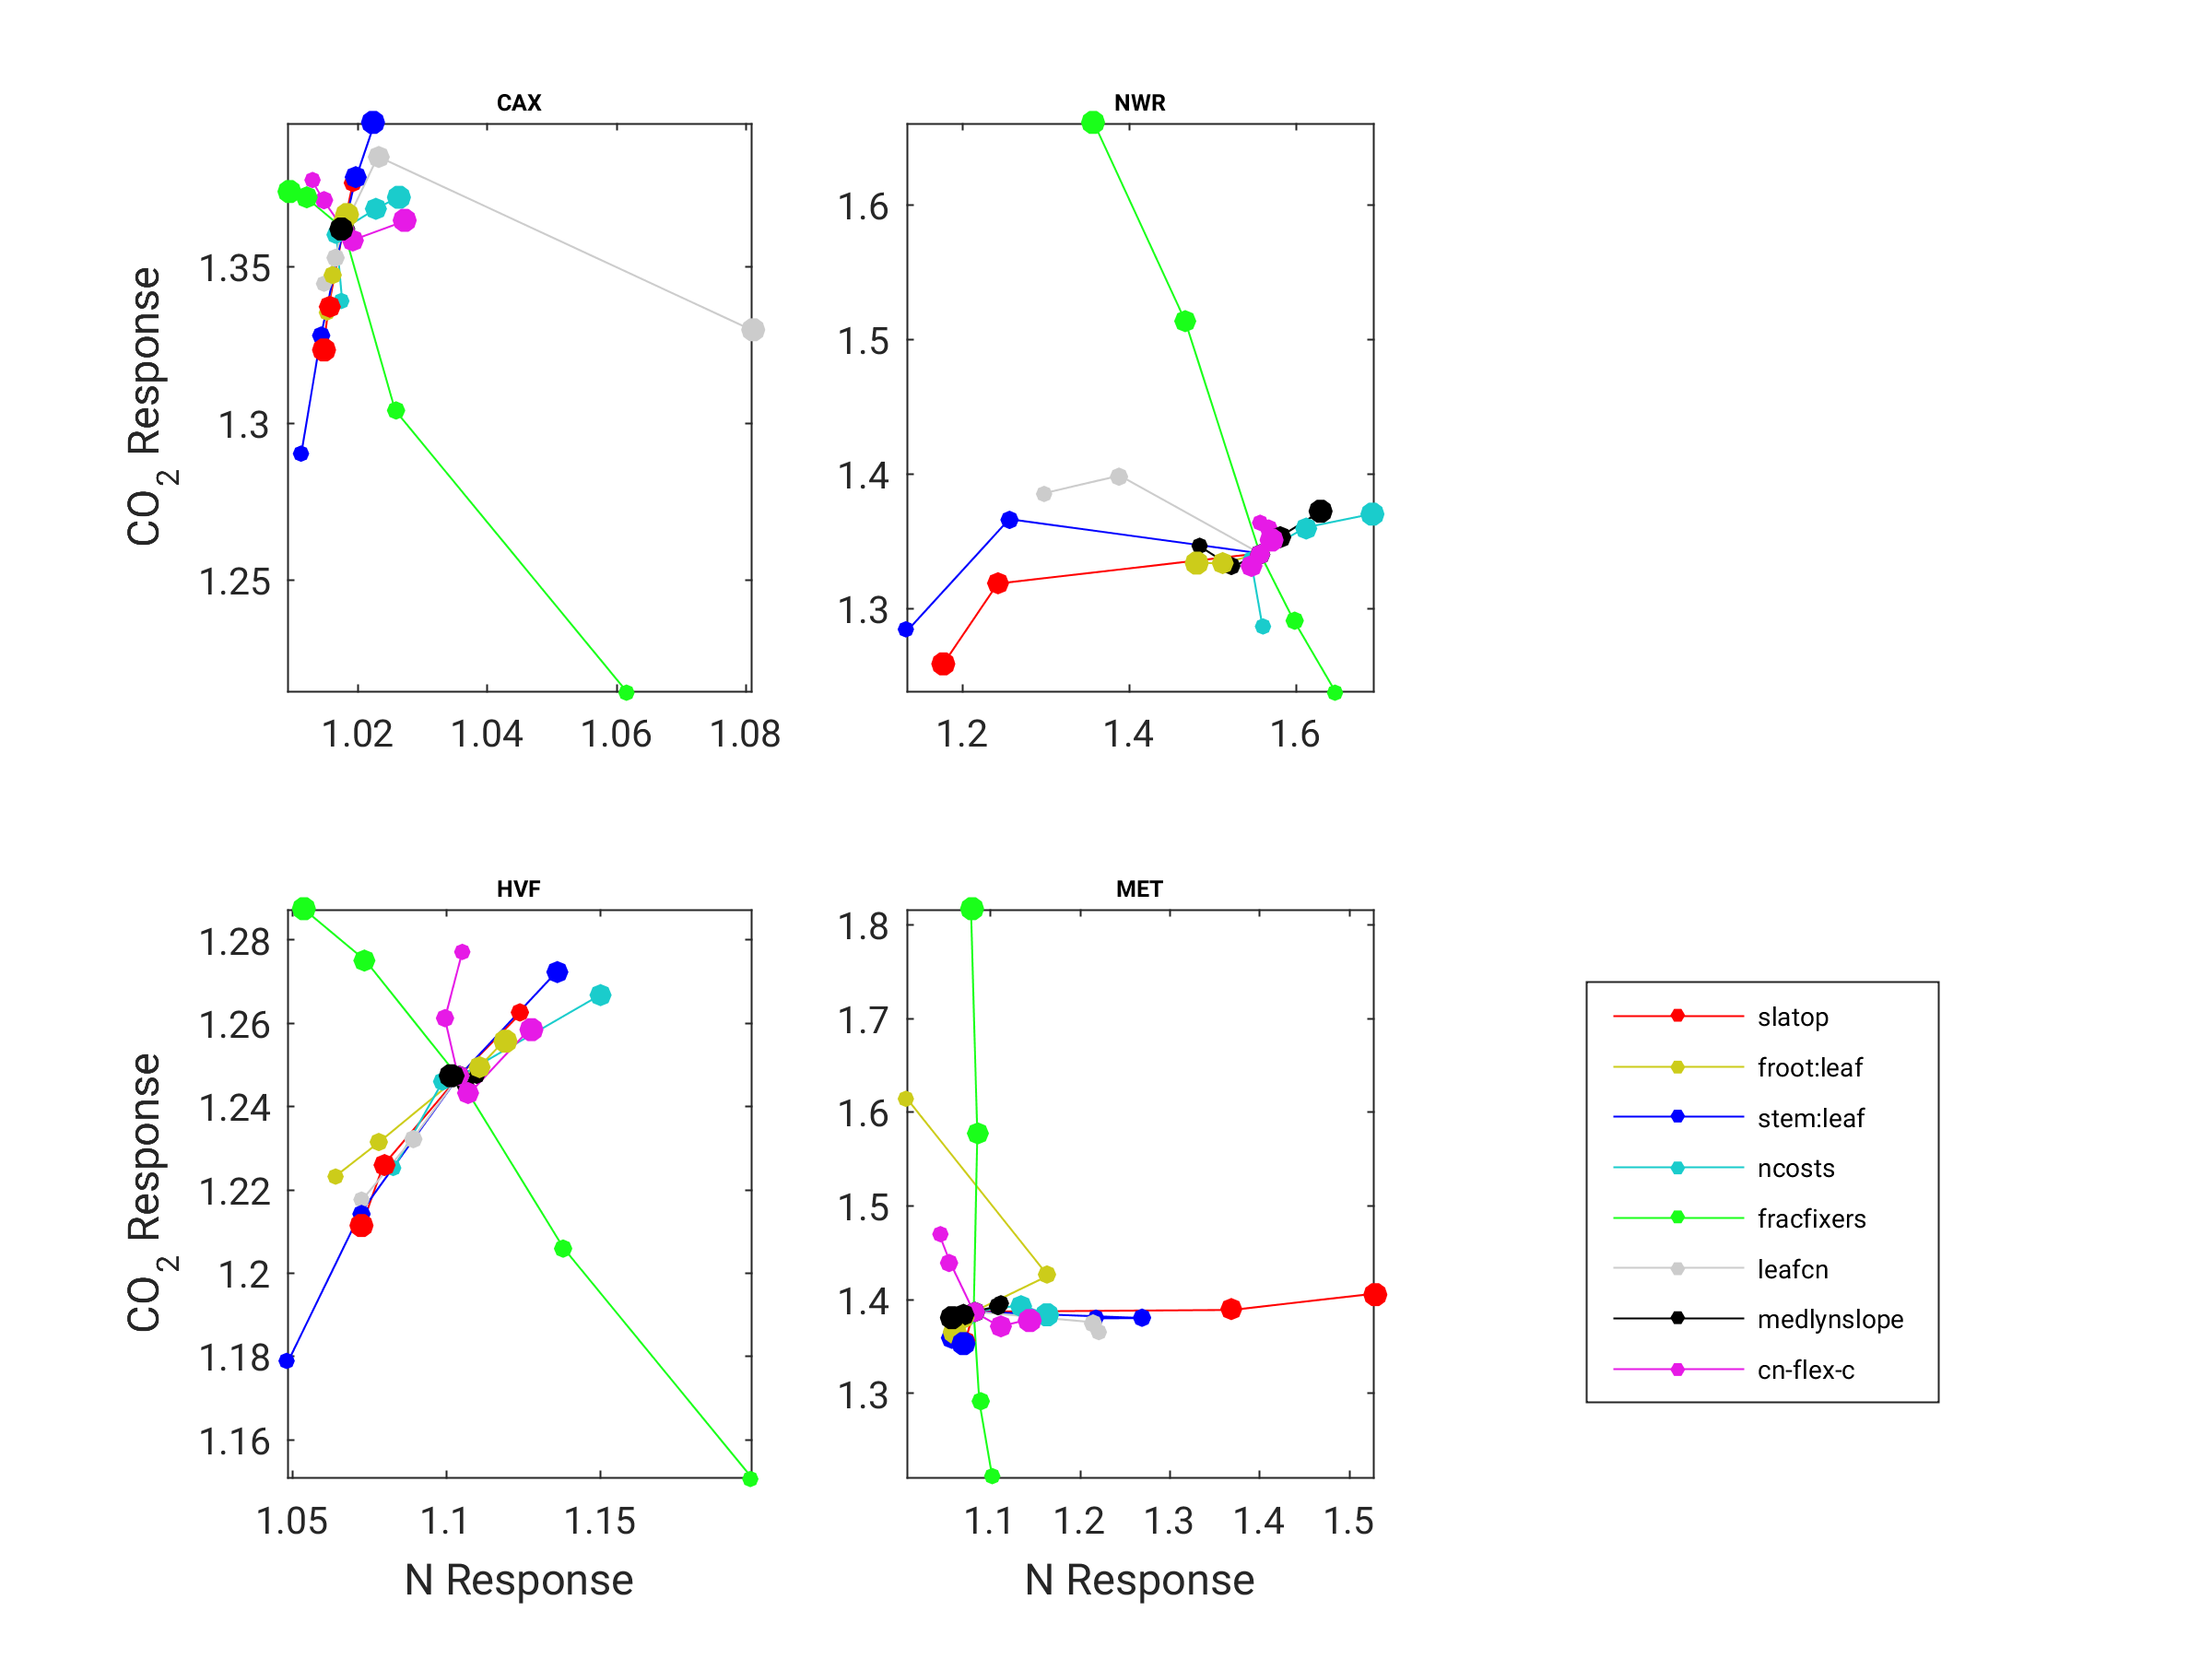 CAX
NWR
CO2 Response
1.35
1.3
1.25
1.02 1.04 1.06 1.08
1.6
1.5
1.4
1.3
1.2 1.4 1.6
HVF
MET
CO2 Response
1.28
1.26
1.24
1.22
1.2
1.18
1.16
1.05 1.1 1.15
N Response
1.8
1.7
1.6
1.5
1.4
1.3
1.1 1.2 1.3 1.4 1.5
N Response
slatop
froot:leaf
stem:leaf
ncosts
fracfixers
leafcn
medlynslope
cn-flex-c